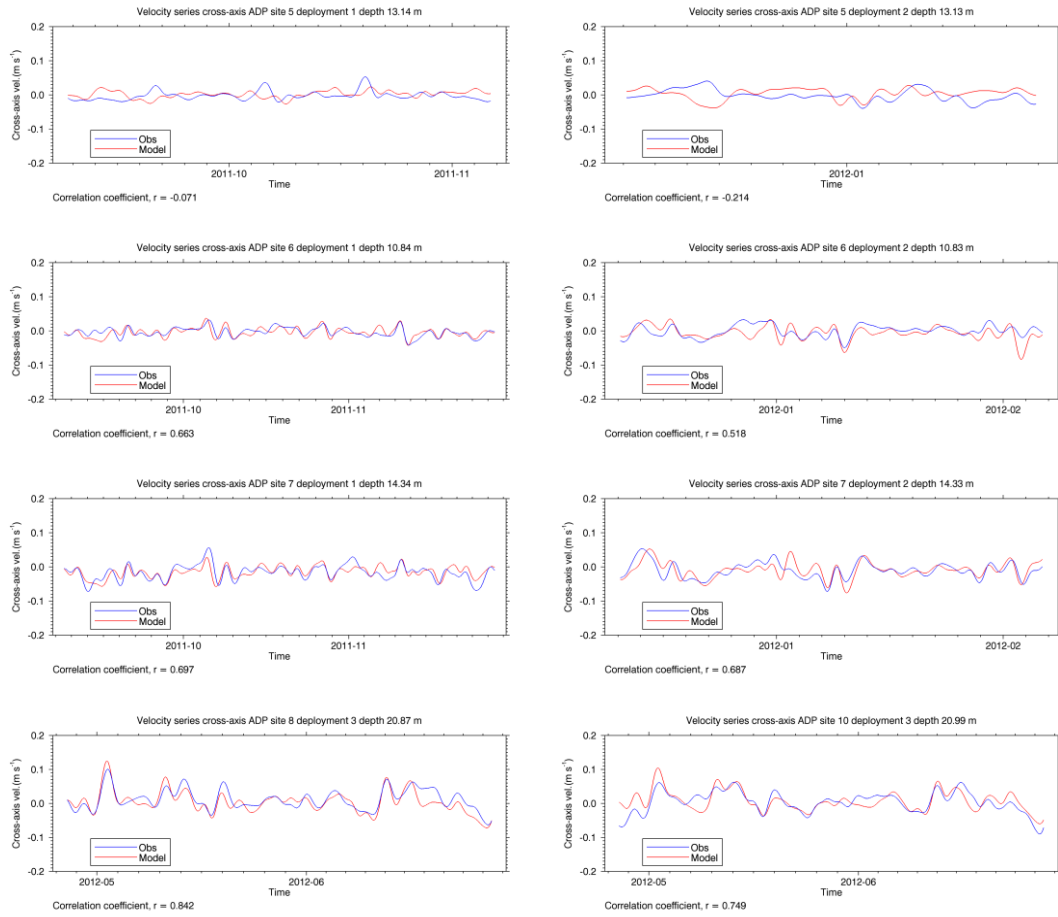 Velocity series cross-axis ADP site 5 deployment 1 depth 13.14 m
0.2
0.1
0.0
-0.1
-0.2
Cross-axis vel.(m s⁻¹)
Obs
Model
2011-10
2011-11
Time
Correlation coefficient, r = -0.071
Velocity series cross-axis ADP site 5 deployment 2 depth 13.13 m
0.2
0.1
0.0
-0.1
-0.2
Cross-axis vel.(m s⁻¹)
Obs
Model
2012-01
Time
Correlation coefficient, r = -0.214
Velocity series cross-axis ADP site 6 deployment 1 depth 10.84 m
0.2
0.1
0.0
-0.1
-0.2
Cross-axis vel.(m s⁻¹)
Obs
Model
2011-10
2011-11
Time
Correlation coefficient, r = 0.663
Velocity series cross-axis ADP site 6 deployment 2 depth 10.83 m
0.2
0.1
0.0
-0.1
-0.2
Cross-axis vel.(m s⁻¹)
Obs
Model
2012-01
2012-02
Time
Correlation coefficient, r = 0.518
Velocity series cross-axis ADP site 7 deployment 1 depth 14.34 m
0.2
0.1
0.0
-0.1
-0.2
Cross-axis vel.(m s⁻¹)
Obs
Model
2011-10
2011-11
Time
Correlation coefficient, r = 0.697
Velocity series cross-axis ADP site 7 deployment 2 depth 14.33 m
0.2
0.1
0.0
-0.1
-0.2
Cross-axis vel.(m s⁻¹)
Obs
Model
2012-01
2012-02
Time
Correlation coefficient, r = 0.687
Velocity series cross-axis ADP site 8 deployment 3 depth 20.87 m
0.2
0.1
0.0
-0.1
-0.2
Cross-axis vel.(m s⁻¹)
Obs
Model
2012-05
2012-06
Time
Correlation coefficient, r = 0.842
Velocity series cross-axis ADP site 10 deployment 3 depth 20.99 m
0.2
0.1
0.0
-0.1
-0.2
Cross-axis vel.(m s⁻¹)
Obs
Model
2012-05
2012-06
Time
Correlation coefficient, r = 0.749